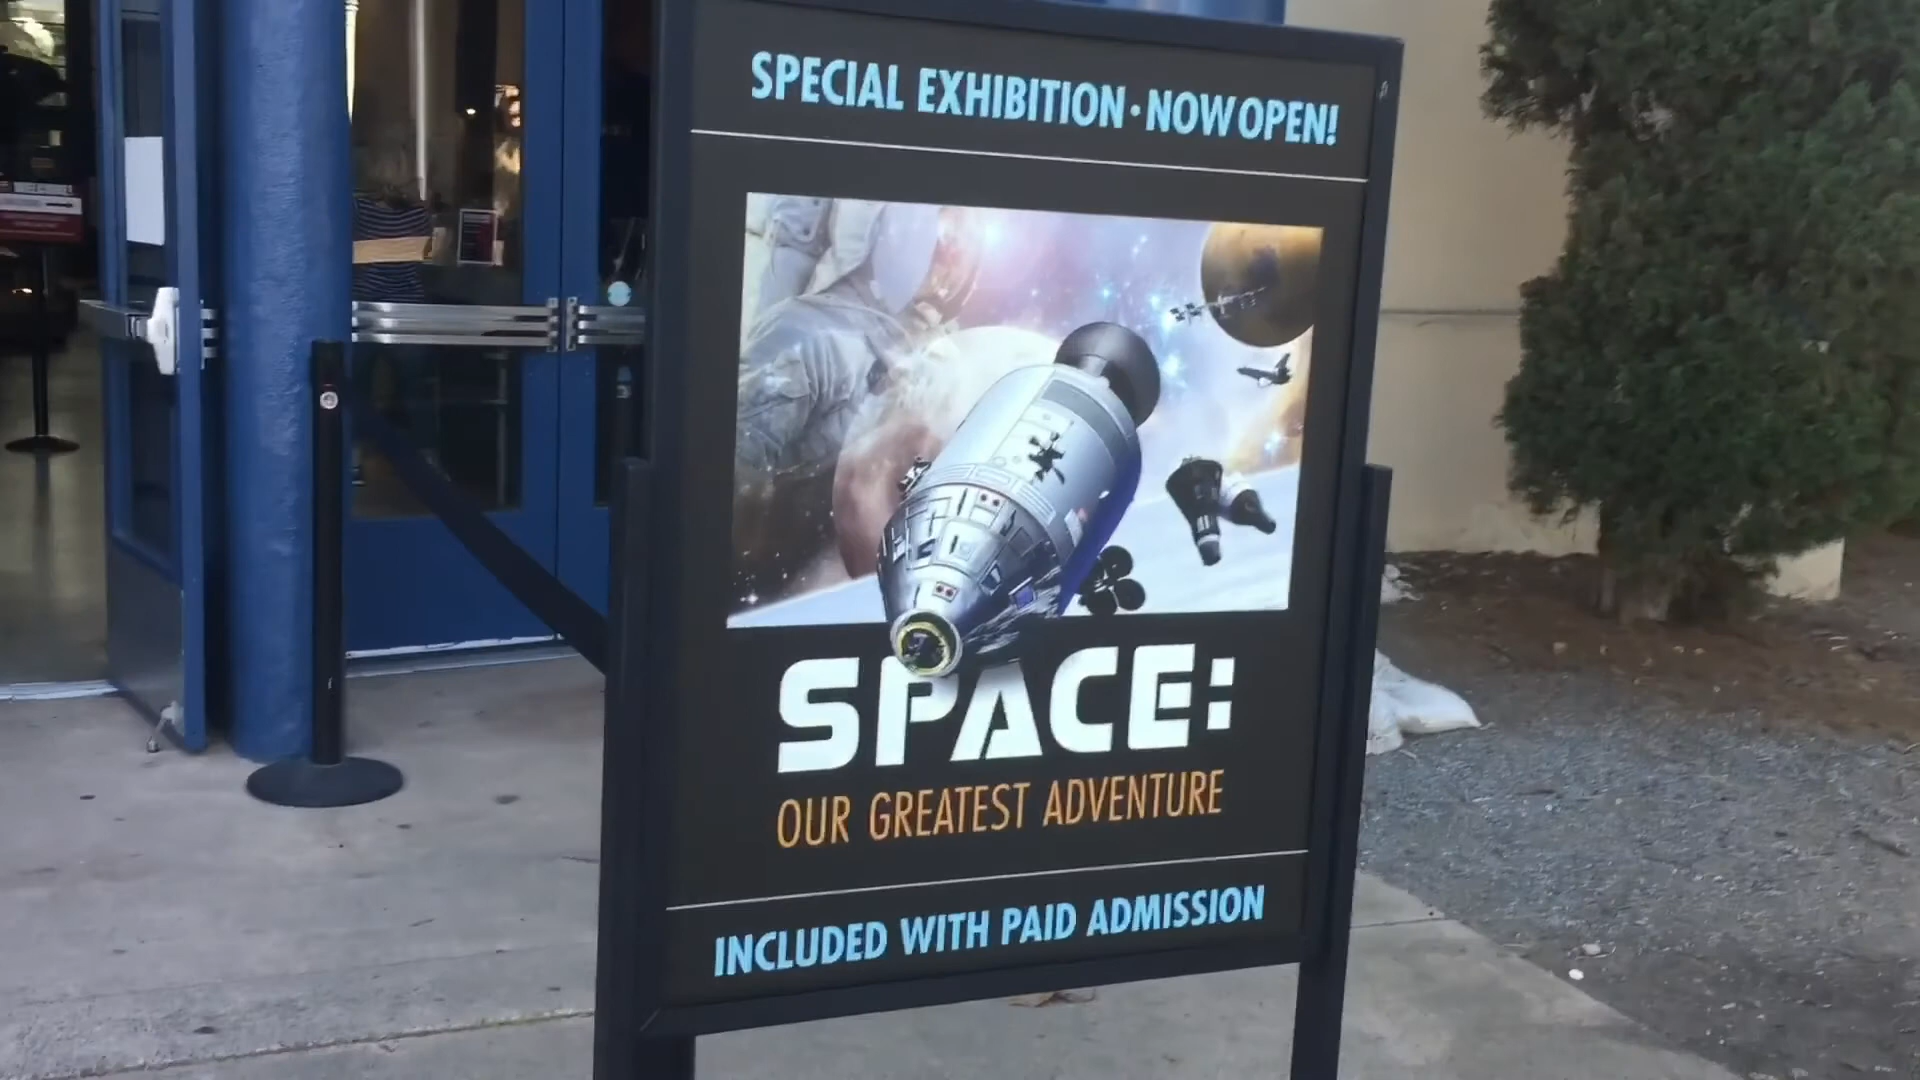 SPECIAL EXHIBITION · NOW OPEN!
SPACE:
OUR GREATEST ADVENTURE
INCLUDED WITH PAID ADMISSION